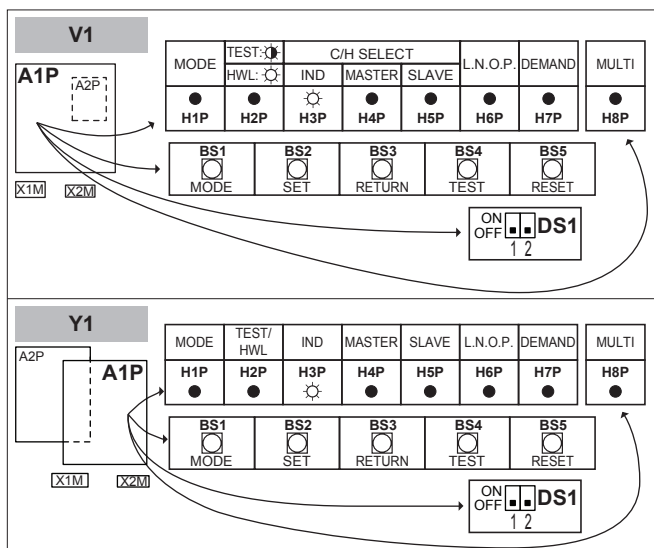 V1
A1P
A2P
X1M X2M
MODE TEST: C/H SELECT L.N.O.P. DEMAND MULTI
HWL: IND MASTER SLAVE
H1P H2P H3P H4P H5P H6P H7P H8P
BS1 BS2 BS3 BS4 BS5
MODE SET RETURN TEST RESET
ON
OFF DS1
1 2
Y1
A2P
A1P
X1M X2M
MODE TEST/ IND MASTER SLAVE L.N.O.P. DEMAND MULTI
HWL
H1P H2P H3P H4P H5P H6P H7P H8P
BS1 BS2 BS3 BS4 BS5
MODE SET RETURN TEST RESET
ON
OFF DS1
1 2